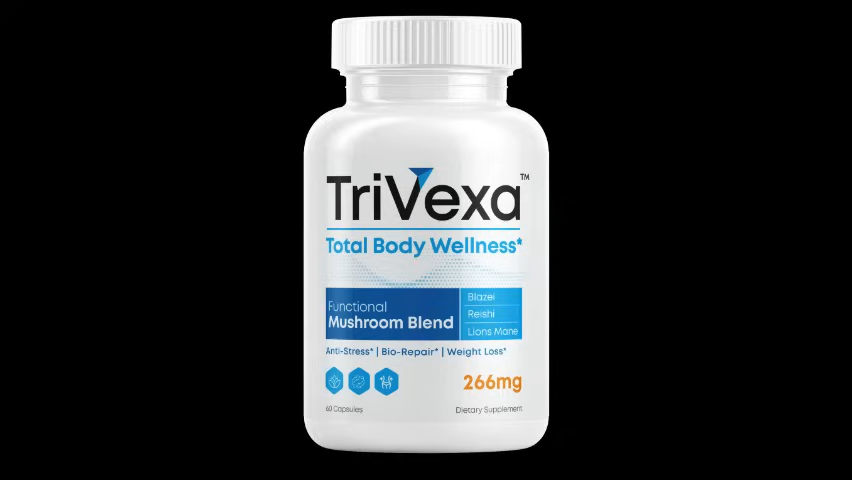 TriVexa™
Total Body Wellness*
Functional
Mushroom Blend
Blazei
Reishi
Lions Mane
Anti-Stress* | Bio-Repair* | Weight Loss*
266mg
60 Capsules
Dietary Supplement